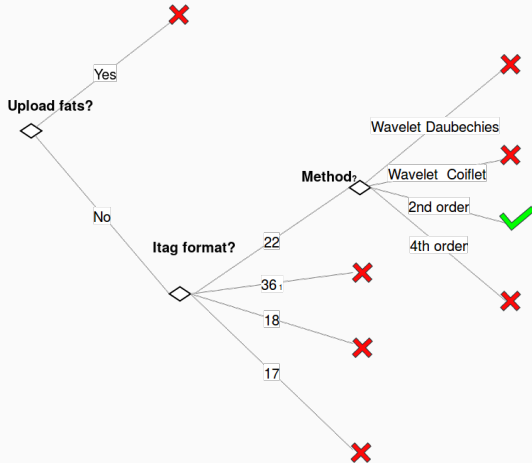 Yes
Upload fats?
No
Wavelet Daubechies
Wavelet Coiflet
Method?
2nd order
4th order
Itag format?
22
36 1
18
17